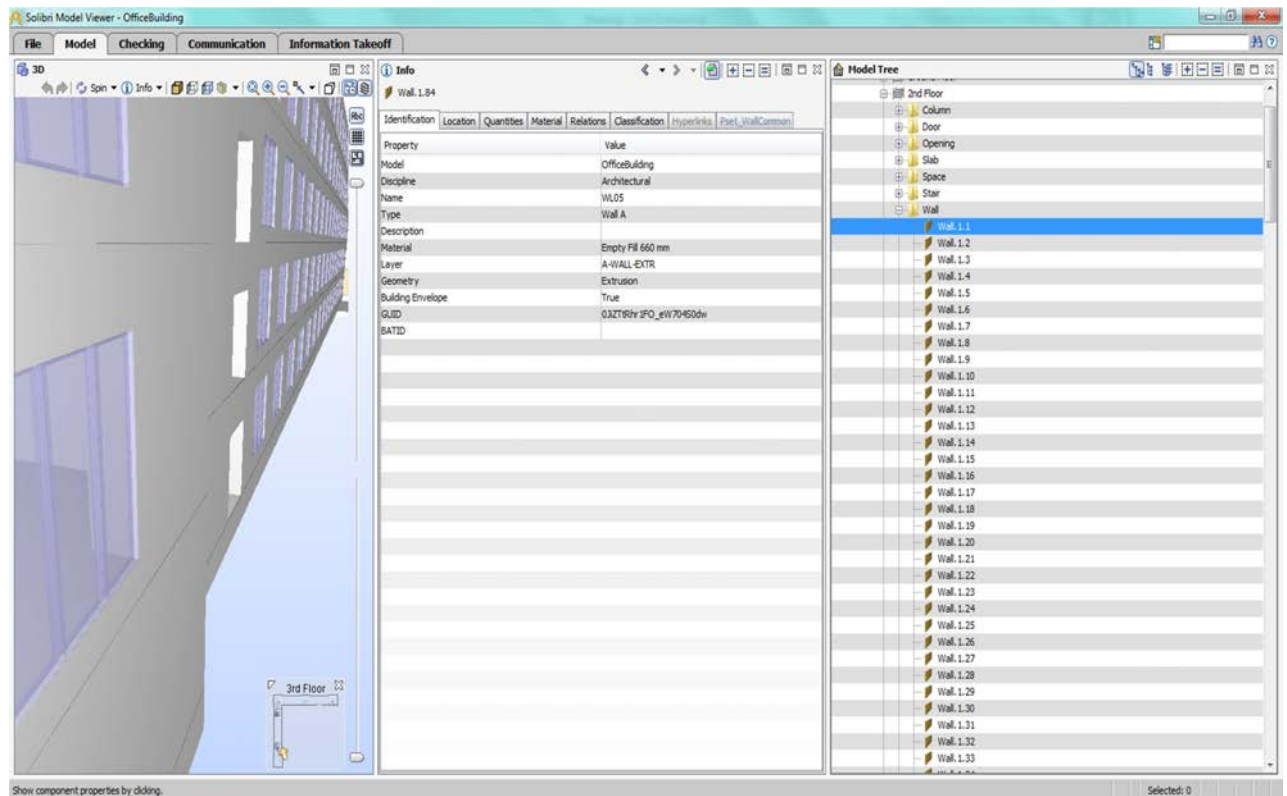 Solibri Model Viewer - OfficeBuilding
File Model Checking Communication Information Takeoff
3D
Spin Info
Abc
3rd Floor
Info
Wall.1.84
Identification Location Quantities Material Relations Classification Hyperlinks Pset_WallCommon
Property Value
Model OfficeBuilding
Discipline Architectural
Name WL05
Type Wall A
Description
Material Empty Fill 660 mm
Layer A-WALL-EXTR
Geometry Extrusion
Building Envelope True
GUID
BATID
Model Tree
2nd Floor
Column
Door
Opening
Slab
Space
Stair
Wall
Wall.1.1
Wall.1.2
Wall.1.3
Wall.1.4
Wall.1.5
Wall.1.6
Wall.1.7
Wall.1.8
Wall.1.9
Wall.1.10
Wall.1.11
Wall.1.12
Wall.1.13
Wall.1.14
Wall.1.15
Wall.1.16
Wall.1.17
Wall.1.18
Wall.1.19
Wall.1.20
Wall.1.21
Wall.1.22
Wall.1.23
Wall.1.24
Wall.1.25
Wall.1.26
Wall.1.27
Wall.1.28
Wall.1.29
Wall.1.30
Wall.1.31
Wall.1.32
Wall.1.33
Show component properties by clicking.
Selected: 0